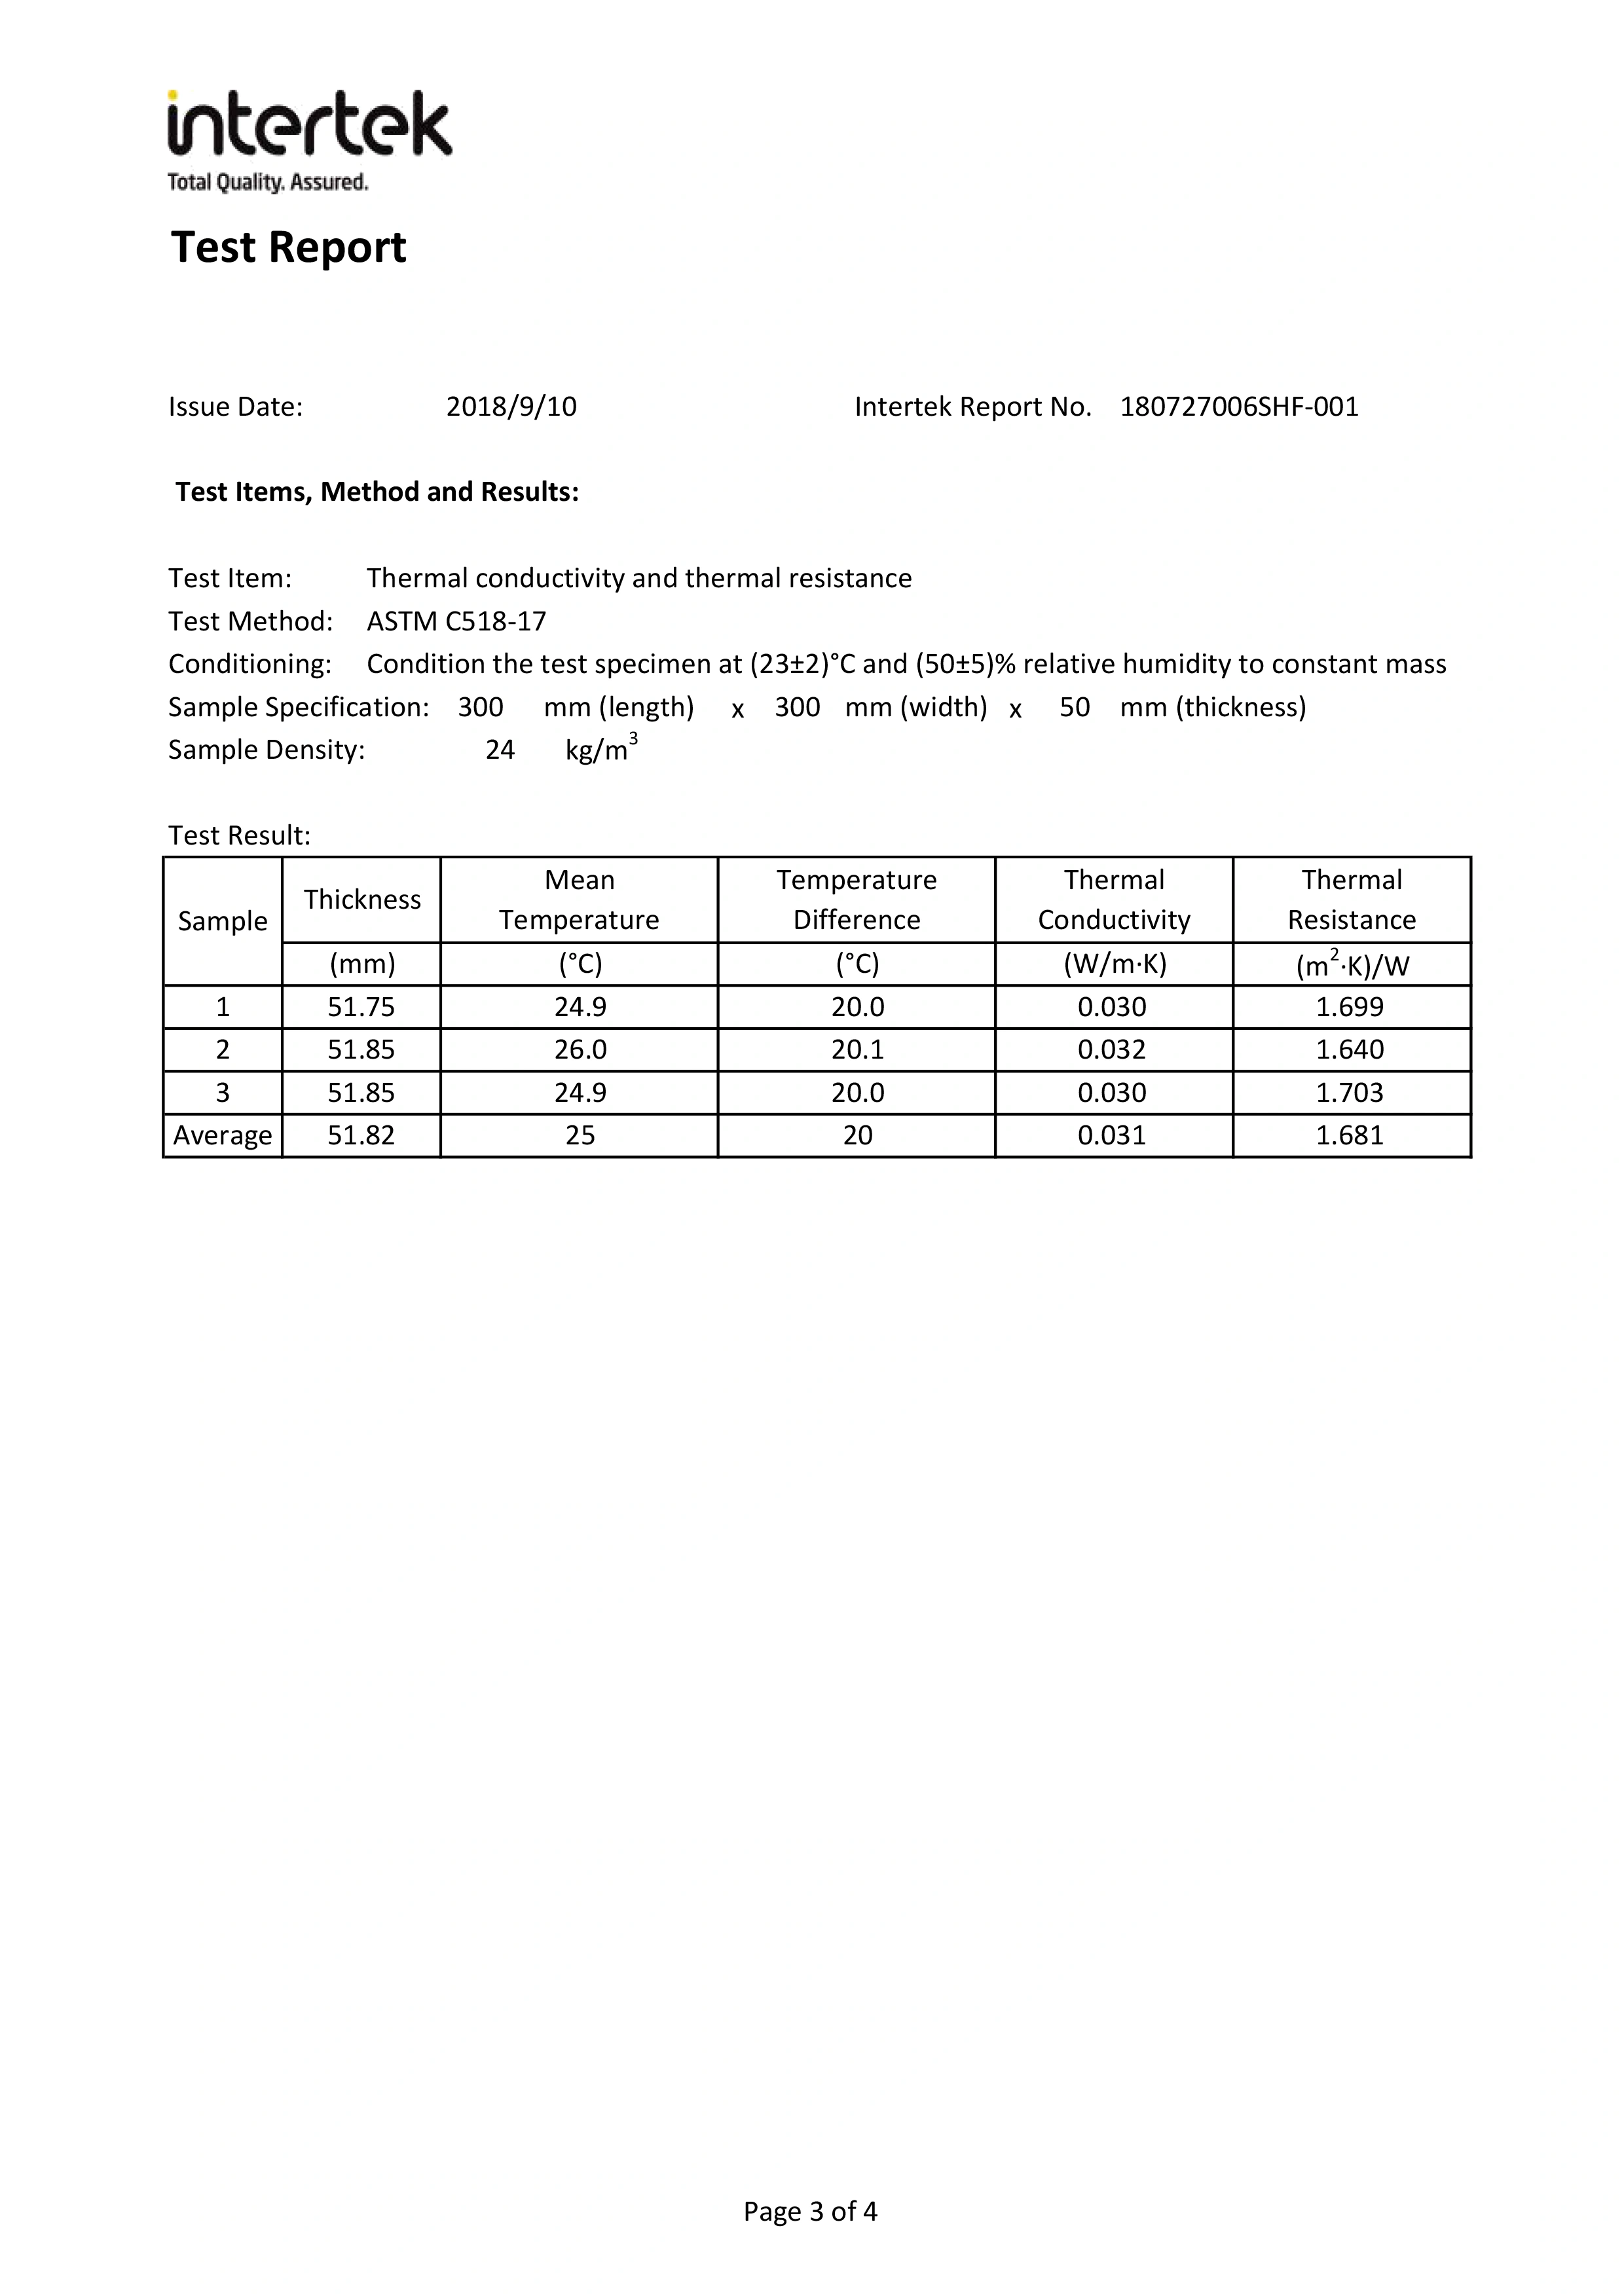 intertek
Total Quality. Assured.
Test Report
Issue Date: 2018/9/10 Intertek Report No. 180727006SHF-001
Test Items, Method and Results:
Test Item: Thermal conductivity and thermal resistance
Test Method: ASTM C518-17
Conditioning: Condition the test specimen at (23±2)°C and (50±5)% relative humidity to constant mass
Sample Specification: 300 mm (length) x 300 mm (width) x 50 mm (thickness)
Sample Density: 24 kg/m³
Test Result:
Sample Thickness Mean Temperature Temperature Difference Thermal Conductivity Thermal Resistance
(mm) (°C) (°C) (W/m·K) (m²·K)/W
1 51.75 24.9 20.0 0.030 1.699
2 51.85 26.0 20.1 0.032 1.640
3 51.85 24.9 20.0 0.030 1.703
Average 51.82 25 20 0.031 1.681
Page 3 of 4